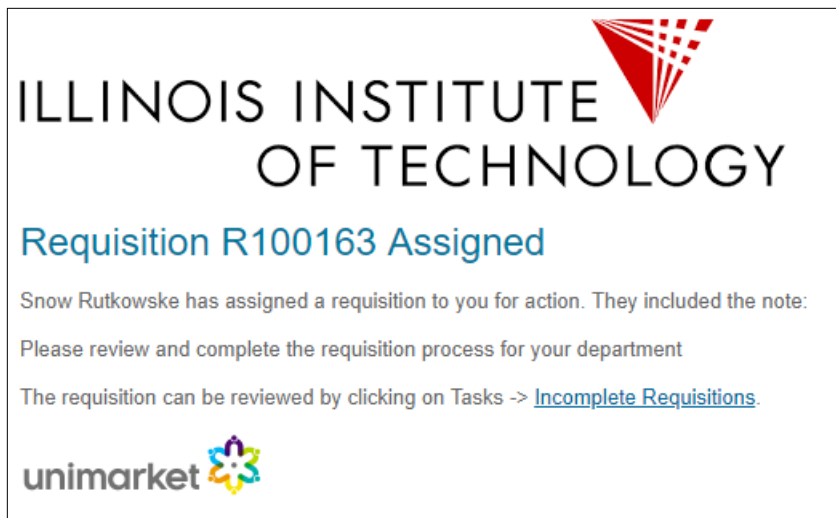 ILLINOIS INSTITUTE
OF TECHNOLOGY
Requisition R100163 Assigned
Snow Rutkowske has assigned a requisition to you for action. They included the note:
Please review and complete the requisition process for your department
The requisition can be reviewed by clicking on Tasks -> Incomplete Requisitions.
unimarket